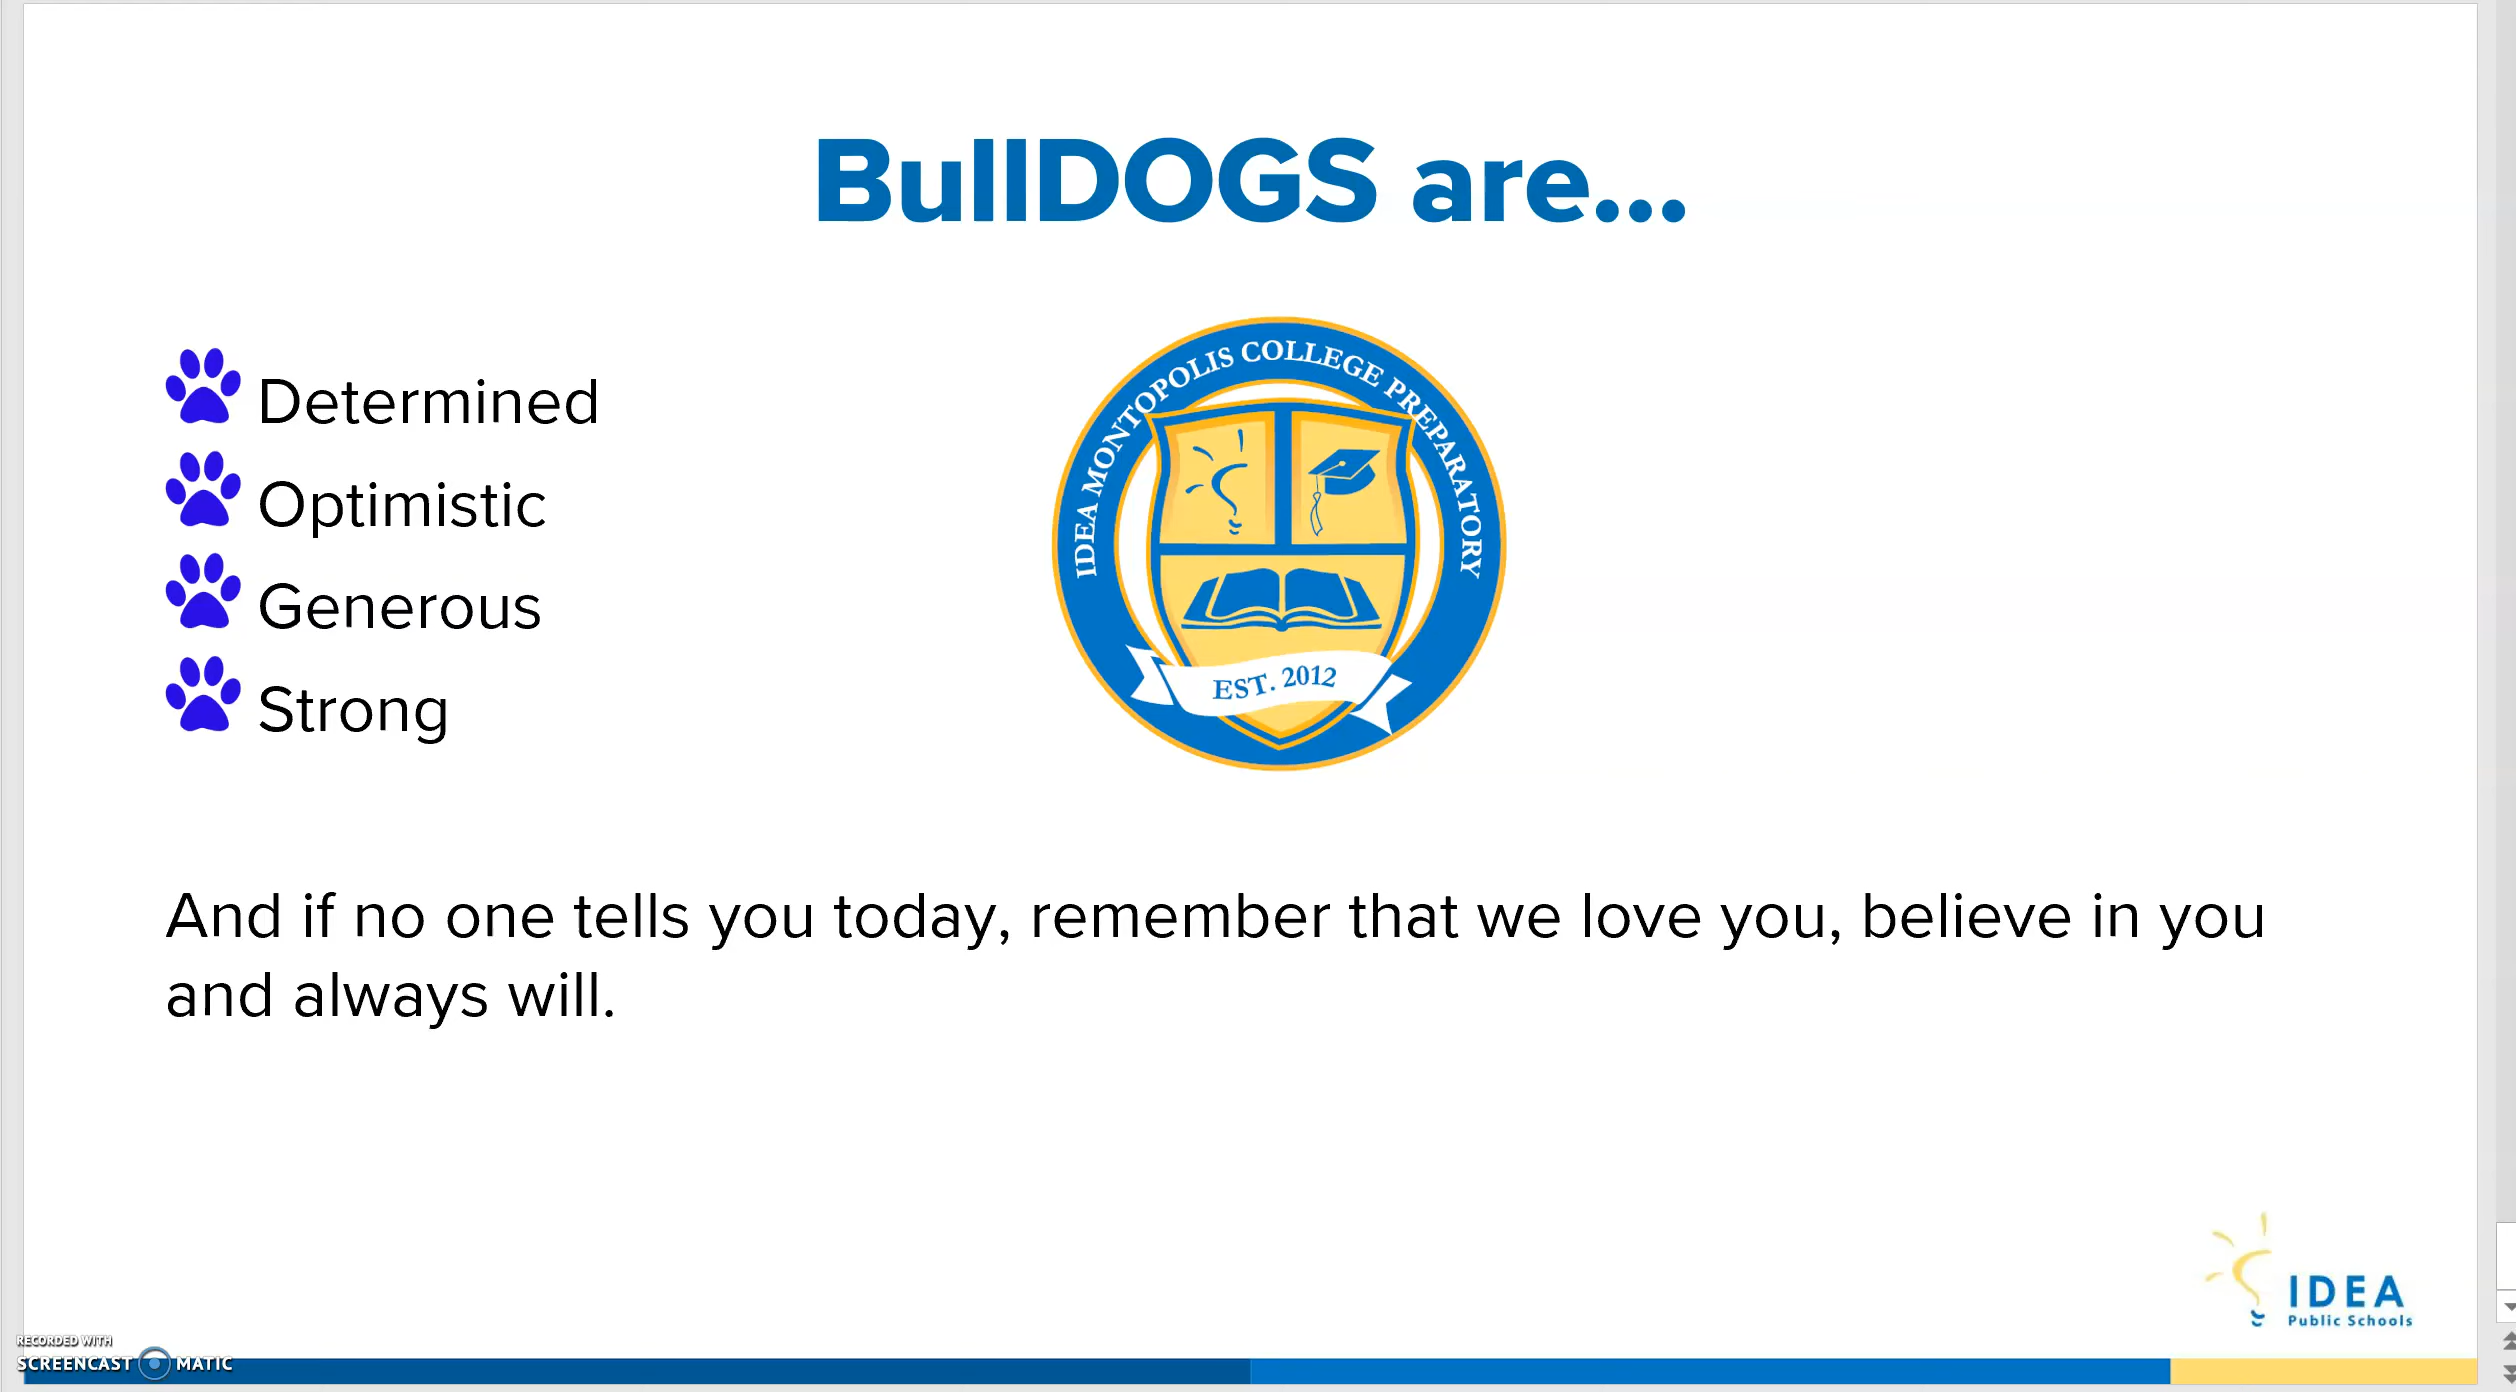 BullDOGS are...
Determined
Optimistic
Generous
Strong
IDEA MONTOPOLIS COLLEGE PREPARATORY
EST. 2012
And if no one tells you today, remember that we love you, believe in you
and always will.
IDEA
Public Schools
RECORDED WITH
SCREENCAST MATIC